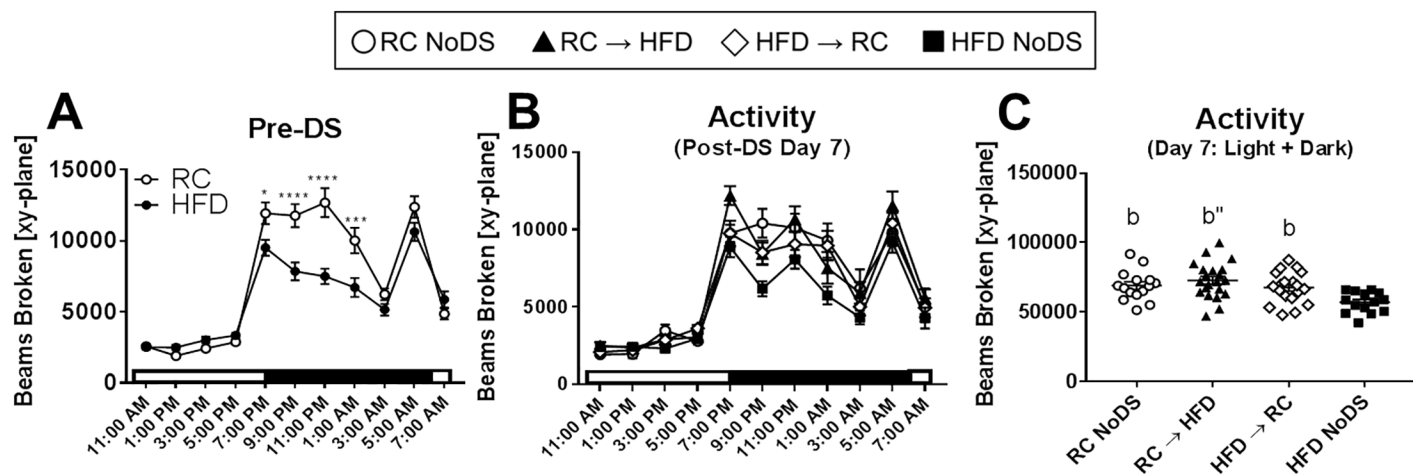 RC NoDS RC → HFD HFD → RC HFD NoDS
A
Pre-DS
Beams Broken [xy-plane]
15000
10000
5000
0
RC
HFD
*
****
****
***
11:00 AM
1:00 PM
3:00 PM
5:00 PM
7:00 PM
9:00 PM
11:00 PM
1:00 AM
3:00 AM
5:00 AM
7:00 AM
B
Activity
(Post-DS Day 7)
Beams Broken [xy-plane]
15000
10000
5000
0
11:00 AM
1:00 PM
3:00 PM
5:00 PM
7:00 PM
9:00 PM
11:00 PM
1:00 AM
3:00 AM
5:00 AM
7:00 AM
C
Activity
(Day 7: Light + Dark)
Beams Broken [xy-plane]
150000
100000
50000
0
b
b"
b
RC NoDS
RC → HFD
HFD → RC
HFD NoDS